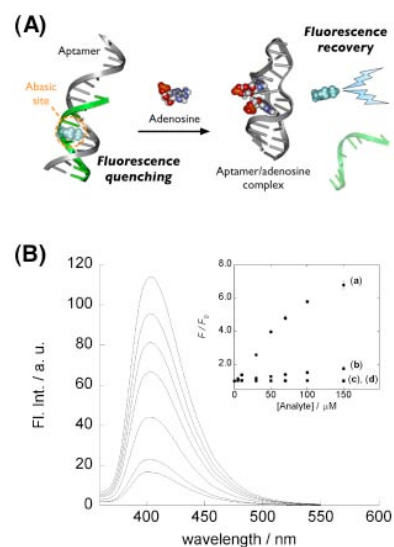 (A)
Aptamer
Abasic
site
Fluorescence
quenching
Adenosine
Aptamer/adenosine
complex
Fluorescence
recovery
(B)
Fl. Int. / a. u.
120
100
80
60
40
20
0
400
450
500
550
600
wavelength / nm
F / F0
8.0
6.0
4.0
2.0
0
50
100
150
[Analyte] / μM
(a)
(b)
(c), (d)